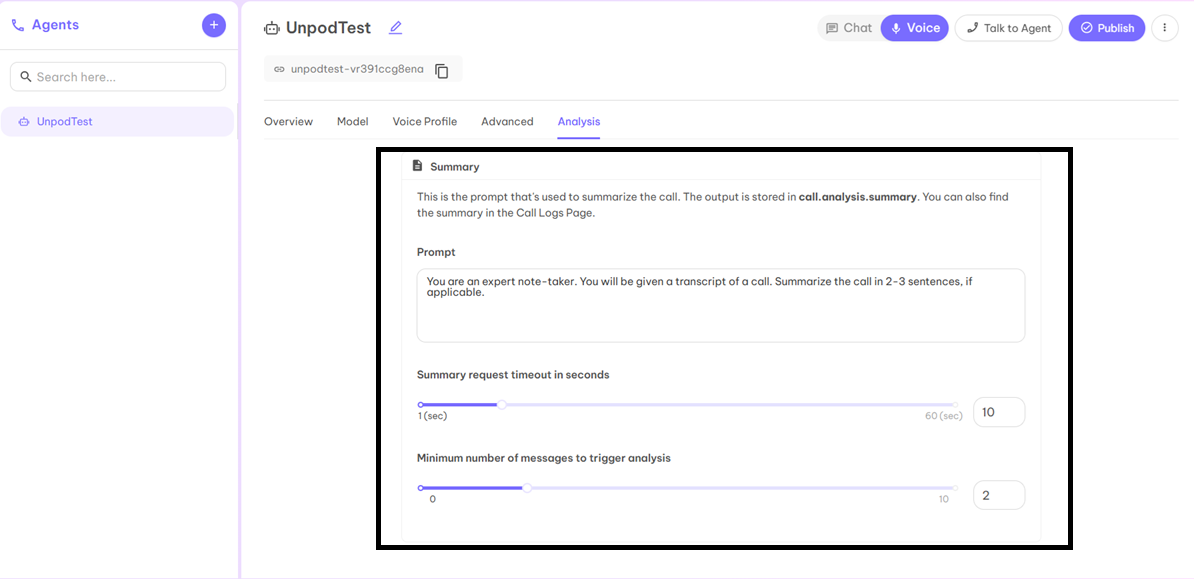 Agents
+
Search here...
UnpodTest
UnpodTest
Chat
Voice
Talk to Agent
Publish
unpodtest-vr391ccg8ena
Overview
Model
Voice Profile
Advanced
Analysis
Summary
This is the prompt that's used to summarize the call. The output is stored in call.analysis.summary. You can also find
the summary in the Call Logs Page.
Prompt
You are an expert note-taker. You will be given a transcript of a call. Summarize the call in 2-3 sentences, if
applicable.
Summary request timeout in seconds
1 (sec)
60 (sec)
10
Minimum number of messages to trigger analysis
0
10
2